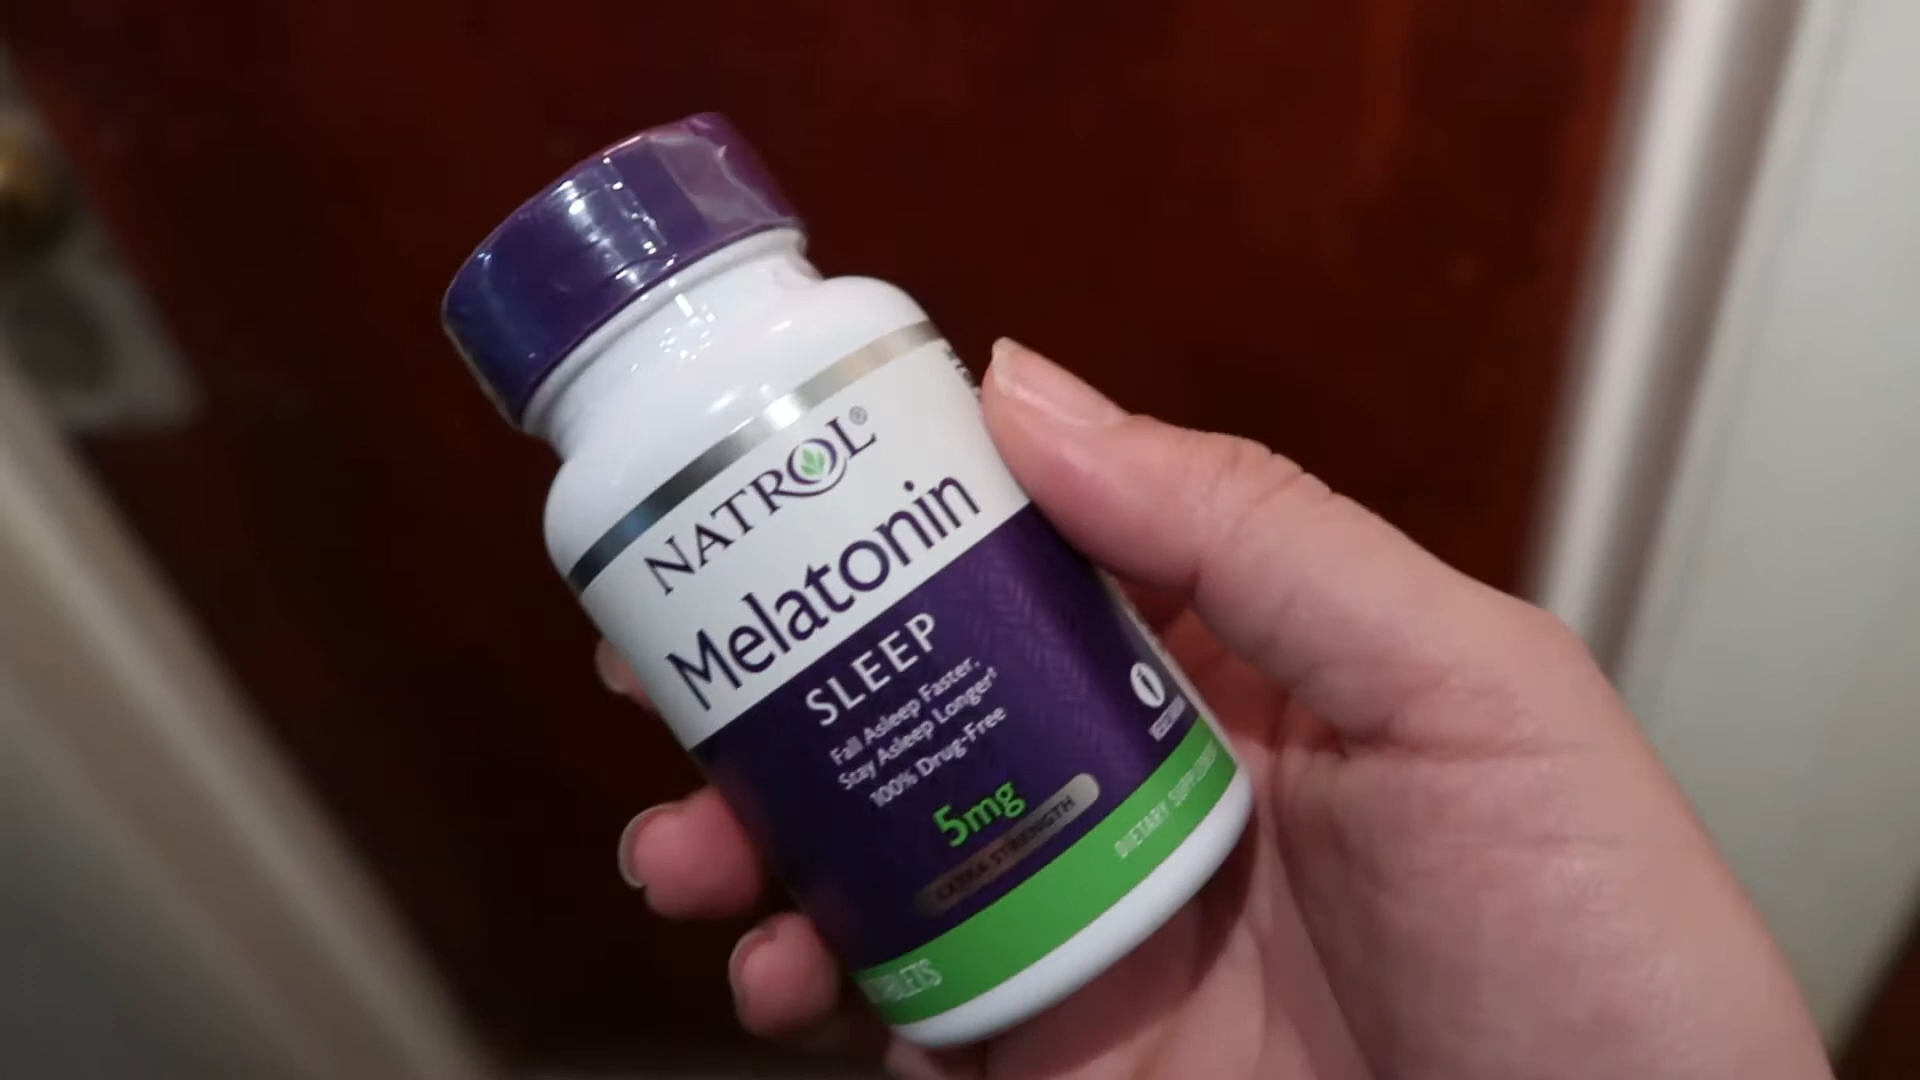 NATROL®
Melatonin
SLEEP
Fall Asleep Faster,
Stay Asleep Longer†
100% Drug-Free
5mg
EXTRA STRENGTH
DIETARY SUPPLEMENT